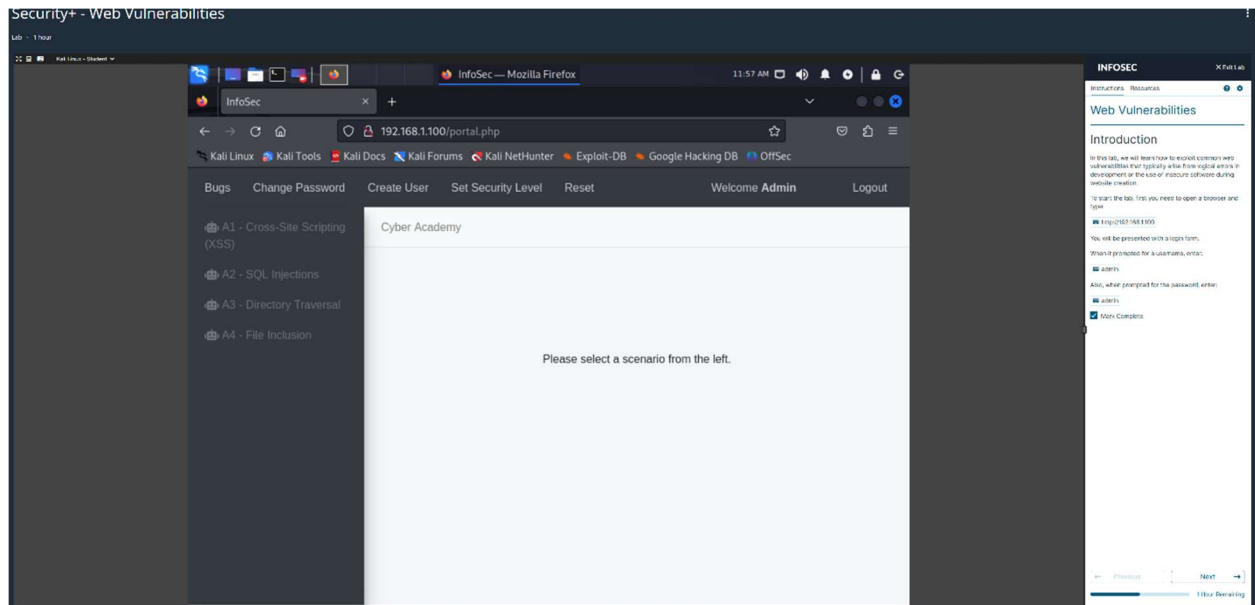 Security+ - Web Vulnerabilities
Lab - 1 hour
Kali Linux - Student
InfoSec — Mozilla Firefox
11:57 AM
InfoSec
192.168.1.100/portal.php
Kali Linux Kali Tools Kali Docs Kali Forums Kali NetHunter Exploit-DB Google Hacking DB OffSec
Bugs Change Password Create User Set Security Level Reset Welcome Admin Logout
A1 - Cross-Site Scripting
(XSS)
A2 - SQL Injections
A3 - Directory Traversal
A4 - File Inclusion
Cyber Academy
Please select a scenario from the left.
INFOSEC
Exit Lab
Instructions Resources
Web Vulnerabilities
Introduction
In this lab, we will learn how to exploit common web
vulnerabilities that typically arise from logical errors in
development or the use of insecure software during
website creation.
To start the lab, first you need to open a browser and
type
http://192.168.1.100
You will be presented with a login form.
When it prompted for a username, enter:
admin
Also, when prompted for the password, enter:
admin
Mark Complete
Previous
Next
1 Hour Remaining